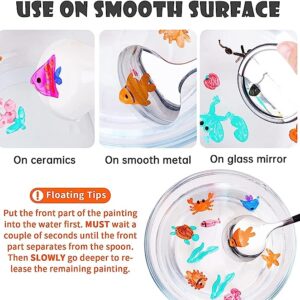 USE ON SMOOTH SURFACE
On ceramics
On smooth metal
On glass mirror
! Floating Tips
Put the front part of the painting
into the water first. MUST wait a
couple of seconds until the front
part separates from the spoon.
Then SLOWLY go deeper to re-
lease the remaining painting.